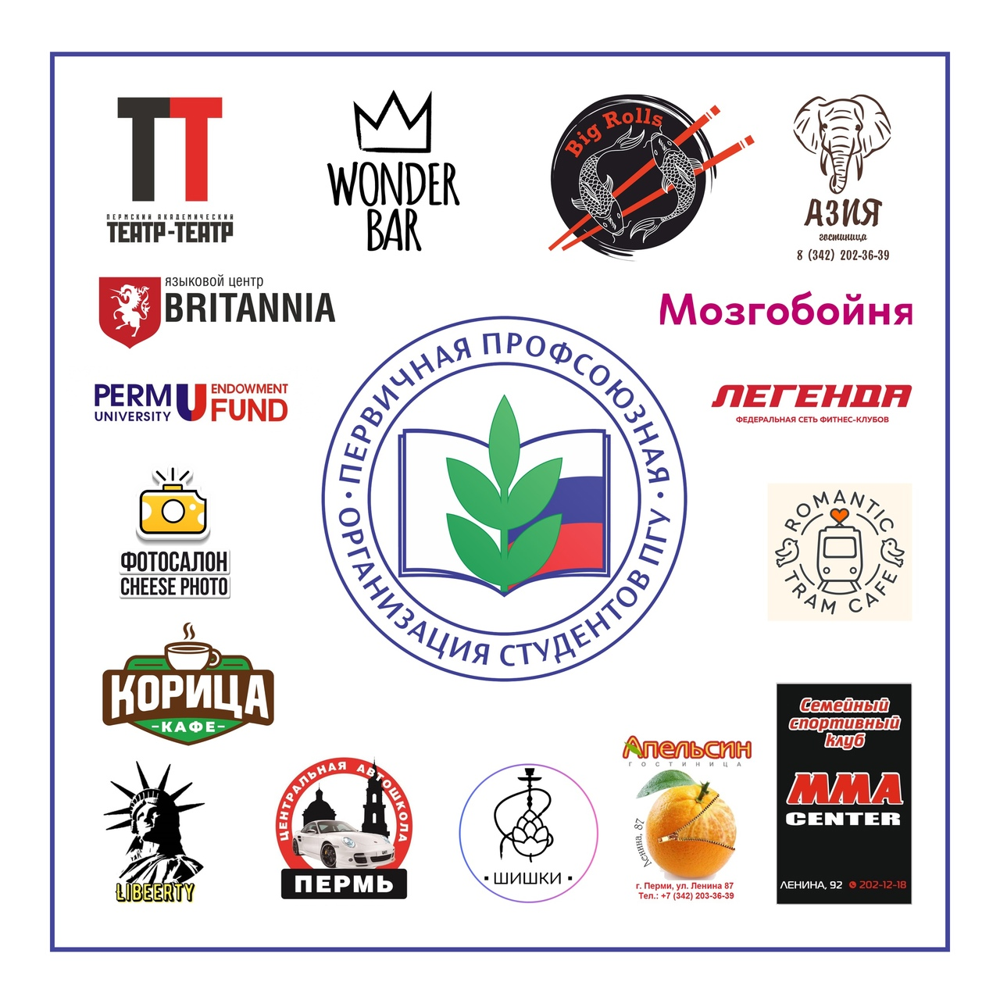 ТТ
ПЕРМСКИЙ АКАДЕМИЧЕСКИЙ
ТЕАТР-ТЕАТР
WONDER
BAR
Big Rolls
АЗИЯ
гостиница
8 (342) 202-36-39
ЯЗЫКОВОЙ ЦЕНТР
BRITANNIA
Мозгобойня
PERM
UNIVERSITY
U
ENDOWMENT
FUND
ЛЕГЕНДА
ФЕДЕРАЛЬНАЯ СЕТЬ ФИТНЕС-КЛУБОВ
• ПЕРВИЧНАЯ ПРОФСОЮЗНАЯ •
ОРГАНИЗАЦИЯ СТУДЕНТОВ ПГУ
ФОТОСАЛОН
CHEESE PHOTO
ROMANTIC
TRAM CAFE
КОРИЦА
-КАФЕ-
Семейный
спортивный
клуб
MMA
CENTER
ЛЕНИНА, 92 202-12-18
LIBEERTY
ЦЕНТРАЛЬНАЯ АВТОШКОЛА
ПЕРМЬ
· ШИШКИ ·
Апельсин
ГОСТИНИЦА
Ленина, 87
г. Перми, ул. Ленина 87
Тел.: +7 (342) 203-36-39